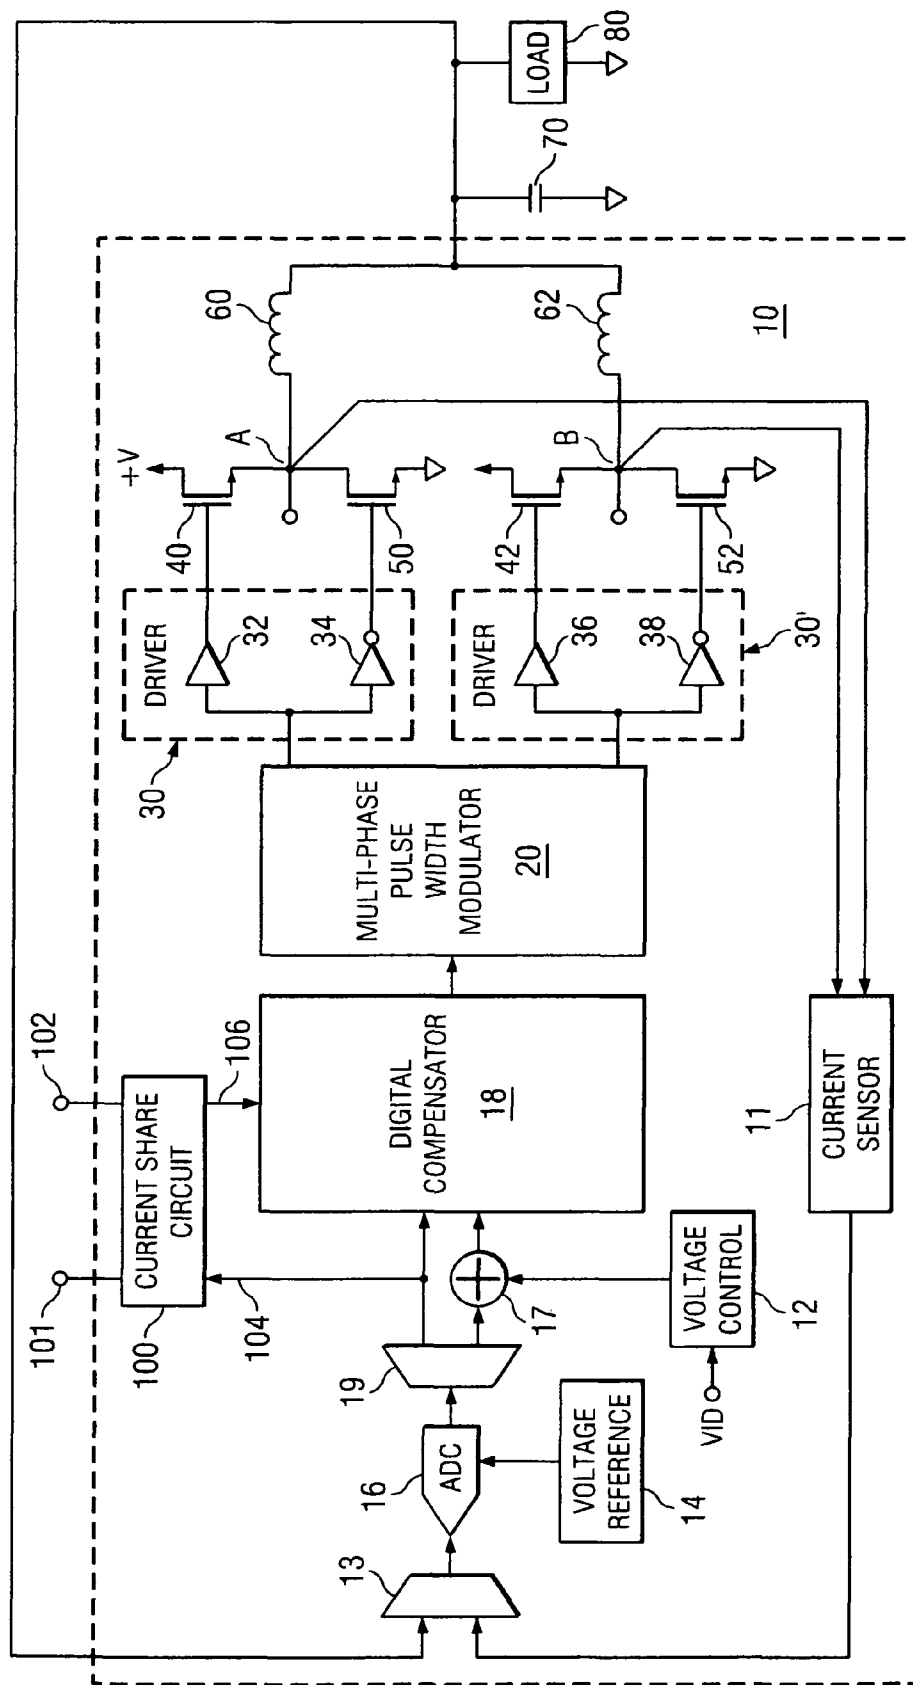 101
102
100
CURRENT SHARE
CIRCUIT
104
106
30
DRIVER
32
34
40
+V
50
A
60
13
16
ADC
19
17
DIGITAL
COMPENSATOR
18
MULTI-PHASE
PULSE
WIDTH
MODULATOR
20
DRIVER
36
38
30'
42
52
B
62
70
LOAD
80
VOLTAGE
REFERENCE
14
VID
VOLTAGE
CONTROL
12
11
CURRENT
SENSOR
10